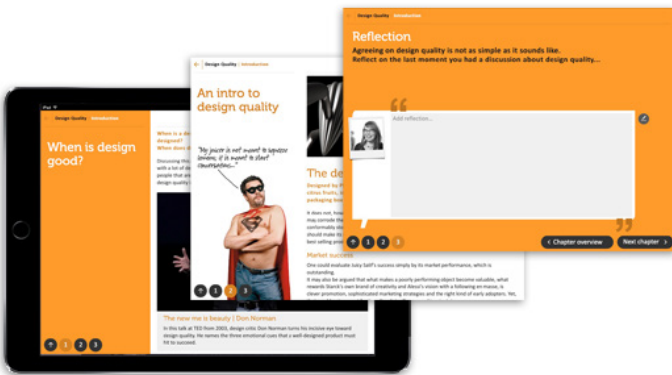 Design Quality | Introduction
Reflection
Agreeing on design quality is not as simple as it sounds like.
Reflect on the last moment you had a discussion about design quality...
Add reflection...
1 2 3
Chapter overview
Next chapter
Design Quality | Introduction
An intro to
design quality
"My juicer is not meant to squeeze
lemons; it is meant to start
conversations..."
The de
Designed by P
citrus fruits, 
packaging bo
It does not, how
may corrode the
conformably
should make to
best selling prod
Market success
One could evaluate Juicy Salif's success simply by its market performance, which is
outstanding.
It may also be argued that what makes a poorly performing object become valuable, what
rewards Starck's own brand of creativity and Alessi's vision with a following en masse, is
clever promotion, sophisticated marketing strategies and the right kind of early adopters. Yet,
1 2 3
iPad
Design Quality | Introduction
When is design
good?
When is a de
designed?
When does
Discussing this
with a lot of de
people that are
design quality
The new me is beauty | Don Norman
In this talk at TED from 2003, design critic Don Norman turns his incisive eye toward
design quality. He names the three emotional cues that a well-designed product must
hit to succeed.
1 2 3